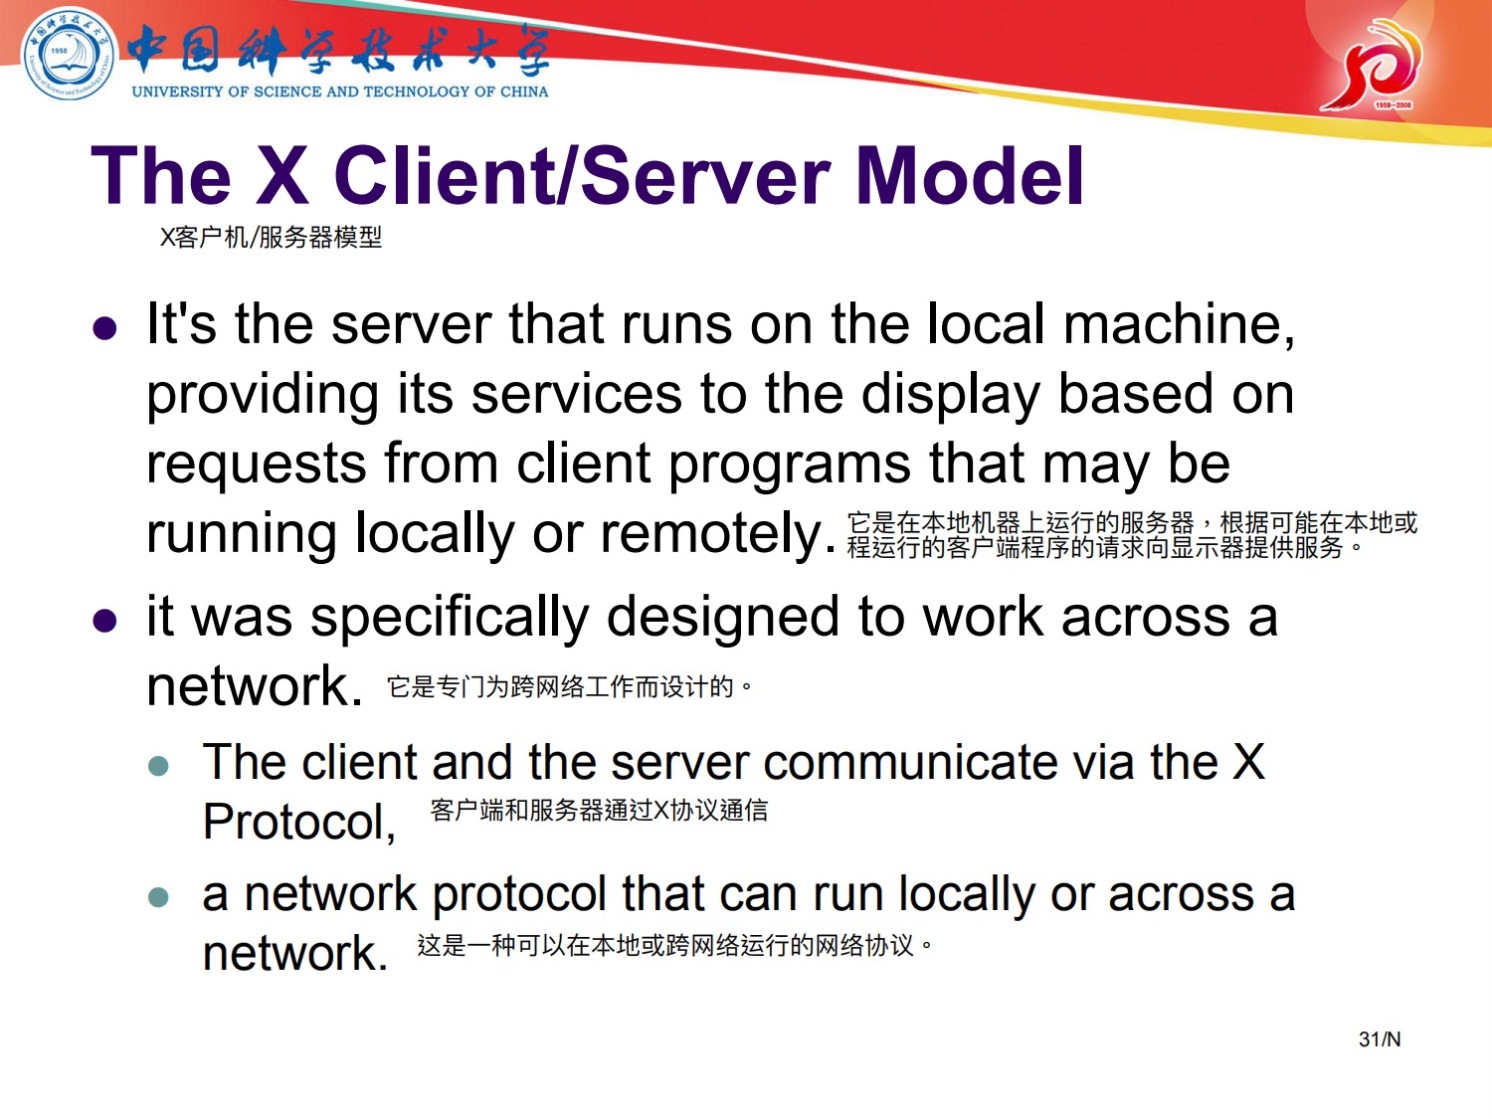 中国科学技术大学
UNIVERSITY OF SCIENCE AND TECHNOLOGY OF CHINA
1958
1958-2008
The X Client/Server Model
X客户机/服务器模型
It's the server that runs on the local machine,
providing its services to the display based on
requests from client programs that may be
running locally or remotely.
它是在本地机器上运行的服务器，根据可能在本地或
程运行的客户端程序的请求向显示器提供服务。
it was specifically designed to work across a
network.
它是专门为跨网络工作而设计的。
The client and the server communicate via the X
Protocol,
客户端和服务器通过X协议通信
a network protocol that can run locally or across a
network.
这是一种可以在本地或跨网络运行的网络协议。
31/N